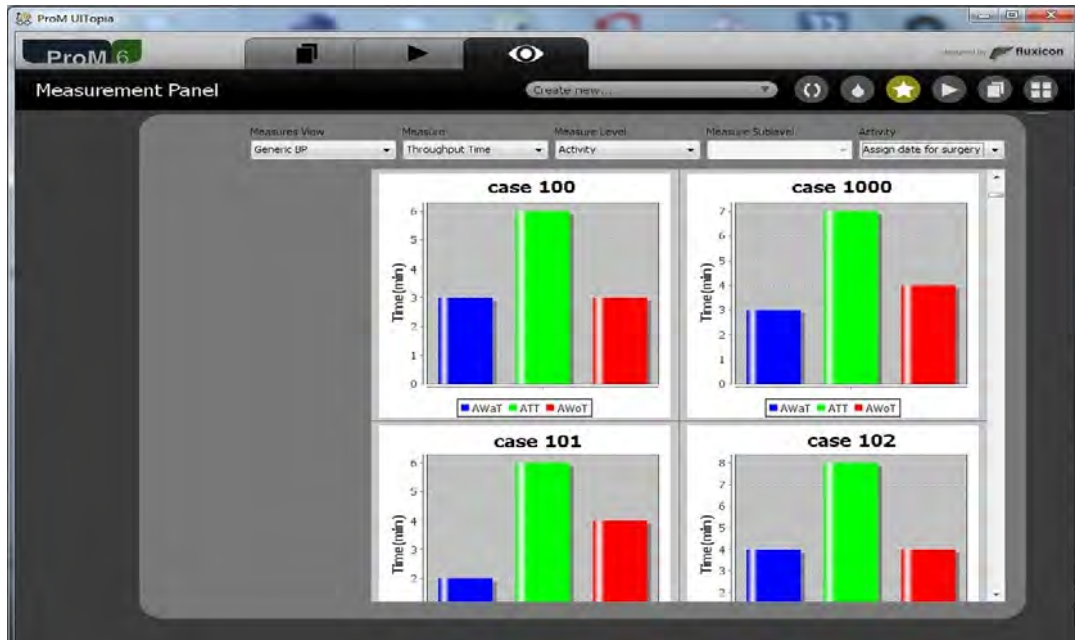 ProM UITopia
ProM 6
fluxicon
Measurement Panel
Create new...
Measures View
Measure
Measure Level
Measure Sublevel
Activity
Generic BP
Throughput Time
Activity
Assign date for surgery
case 100
6
5
4
3
2
1
0
Time(min)
AWaT ATT AWoT
case 1000
7
6
5
4
3
2
1
0
Time(min)
AWaT ATT AWoT
case 101
6
5
4
3
2
Time(min)
case 102
8
7
6
5
4
3
2
Time(min)